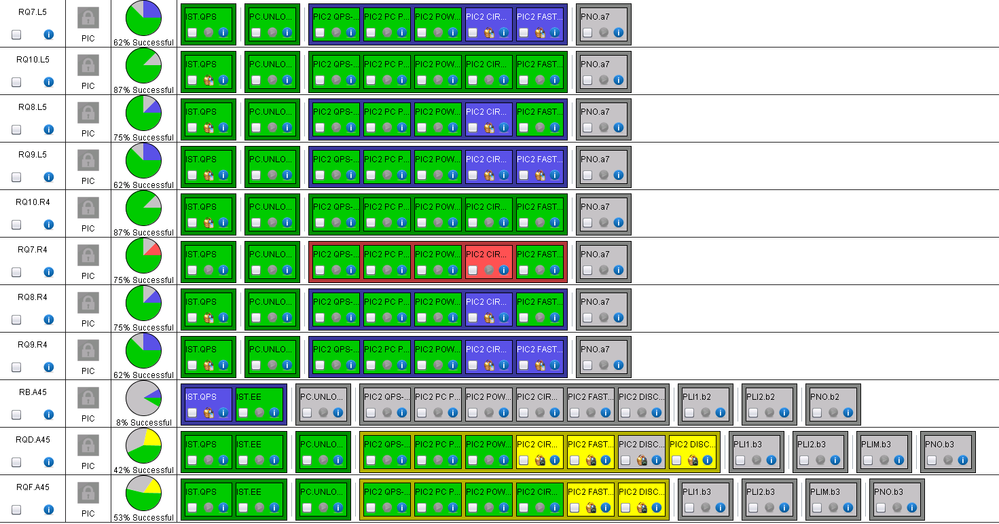 RQ7.L5 PIC 62% Successful IST.QPS PC.UNLO... PIC2 QPS-... PIC2 PC P... PIC2 POW... PIC2 CIR... PIC2 FAST... PNO.a7
RQ10.L5 PIC 87% Successful IST.QPS PC.UNLO... PIC2 QPS-... PIC2 PC P... PIC2 POW... PIC2 CIR... PIC2 FAST... PNO.a7
RQ8.L5 PIC 75% Successful IST.QPS PC.UNLO... PIC2 QPS-... PIC2 PC P... PIC2 POW... PIC2 CIR... PIC2 FAST... PNO.a7
RQ9.L5 PIC 62% Successful IST.QPS PC.UNLO... PIC2 QPS-... PIC2 PC P... PIC2 POW... PIC2 CIR... PIC2 FAST... PNO.a7
RQ10.R4 PIC 87% Successful IST.QPS PC.UNLO... PIC2 QPS-... PIC2 PC P... PIC2 POW... PIC2 CIR... PIC2 FAST... PNO.a7
RQ7.R4 PIC 75% Successful IST.QPS PC.UNLO... PIC2 QPS-... PIC2 PC P... PIC2 POW... PIC2 CIR... PIC2 FAST... PNO.a7
RQ8.R4 PIC 75% Successful IST.QPS PC.UNLO... PIC2 QPS-... PIC2 PC P... PIC2 POW... PIC2 CIR... PIC2 FAST... PNO.a7
RQ9.R4 PIC 62% Successful IST.QPS PC.UNLO... PIC2 QPS-... PIC2 PC P... PIC2 POW... PIC2 CIR... PIC2 FAST... PNO.a7
RB.A45 PIC 8% Successful IST.QPS IST.EE PC.UNLO... PIC2 QPS-... PIC2 PC P... PIC2 POW... PIC2 CIR... PIC2 FAST... PIC2 DISC... PLI1.b2 PLI2.b2 PNO.b2
RQD.A45 PIC 42% Successful IST.QPS IST.EE PC.UNLO... PIC2 QPS-... PIC2 PC P... PIC2 POW... PIC2 CIR... PIC2 FAST... PIC2 DISC... PIC2 DISC... PLI1.b3 PLI2.b3 PLIM.b3 PNO.b3
RQF.A45 PIC 53% Successful IST.QPS IST.EE PC.UNLO... PIC2 QPS-... PIC2 PC P... PIC2 POW... PIC2 CIR... PIC2 FAST... PIC2 DISC... PLI1.b3 PLI2.b3 PLIM.b3 PNO.b3